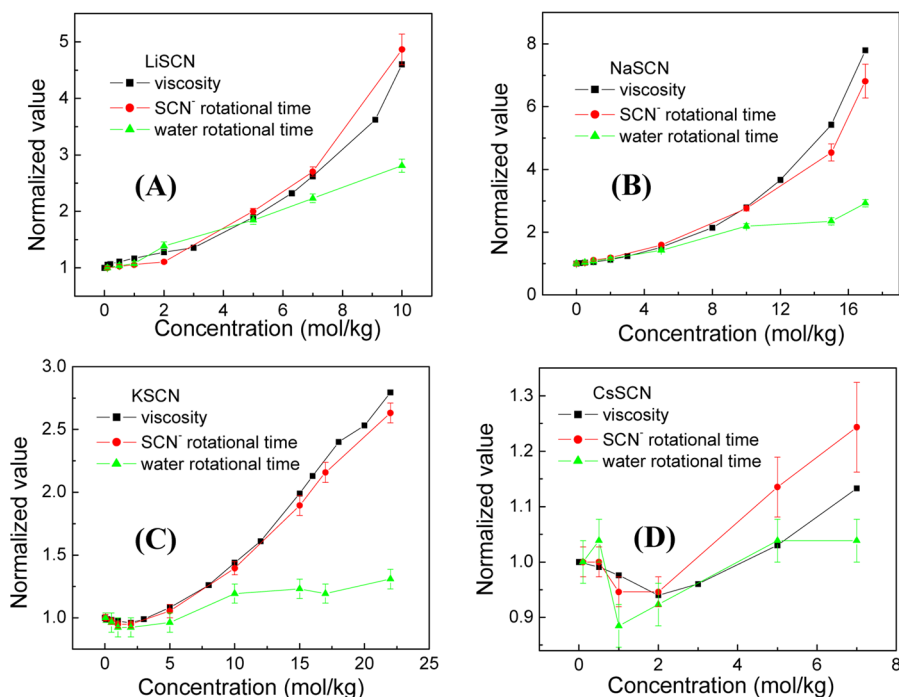 LiSCN
viscosity
SCN⁻ rotational time
water rotational time
(A)
Normalized value
5
4
3
2
1
0 2 4 6 8 10
Concentration (mol/kg)
NaSCN
viscosity
SCN⁻ rotational time
water rotational time
(B)
Normalized value
8
6
4
2
0
0 4 8 12 16
Concentration (mol/kg)
KSCN
viscosity
SCN⁻ rotational time
water rotational time
(C)
Normalized value
3.0
2.5
2.0
1.5
1.0
0 5 10 15 20 25
Concentration (mol/kg)
CsSCN
viscosity
SCN⁻ rotational time
water rotational time
(D)
Normalized value
1.3
1.2
1.1
1.0
0.9
0 2 4 6 8
Concentration (mol/kg)